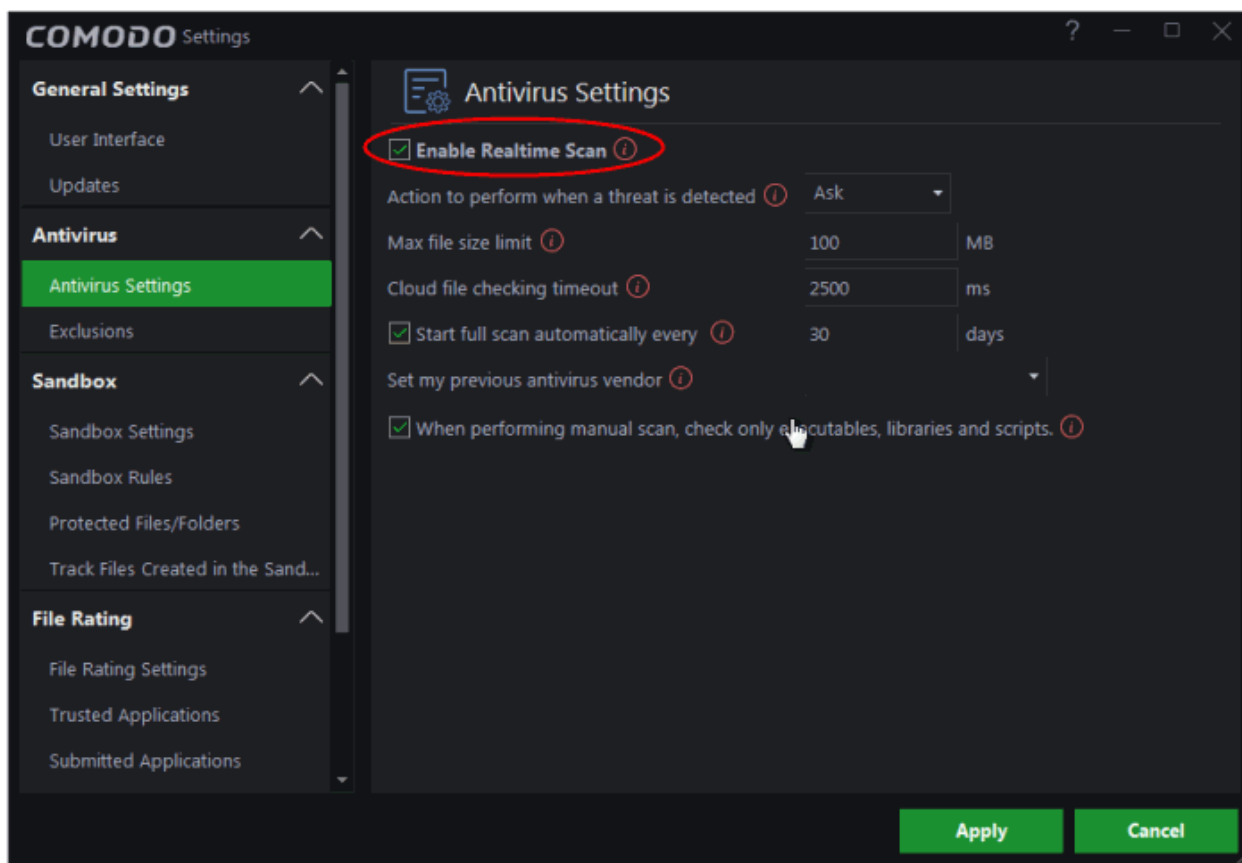 COMODO Settings
?
General Settings
User Interface
Updates
Antivirus
Antivirus Settings
Exclusions
Sandbox
Sandbox Settings
Sandbox Rules
Protected Files/Folders
Track Files Created in the Sand...
File Rating
File Rating Settings
Trusted Applications
Submitted Applications
Antivirus Settings
Enable Realtime Scan i
Action to perform when a threat is detected i Ask
Max file size limit i 100 MB
Cloud file checking timeout i 2500 ms
Start full scan automatically every i 30 days
Set my previous antivirus vendor i
When performing manual scan, check only executables, libraries and scripts. i
Apply Cancel